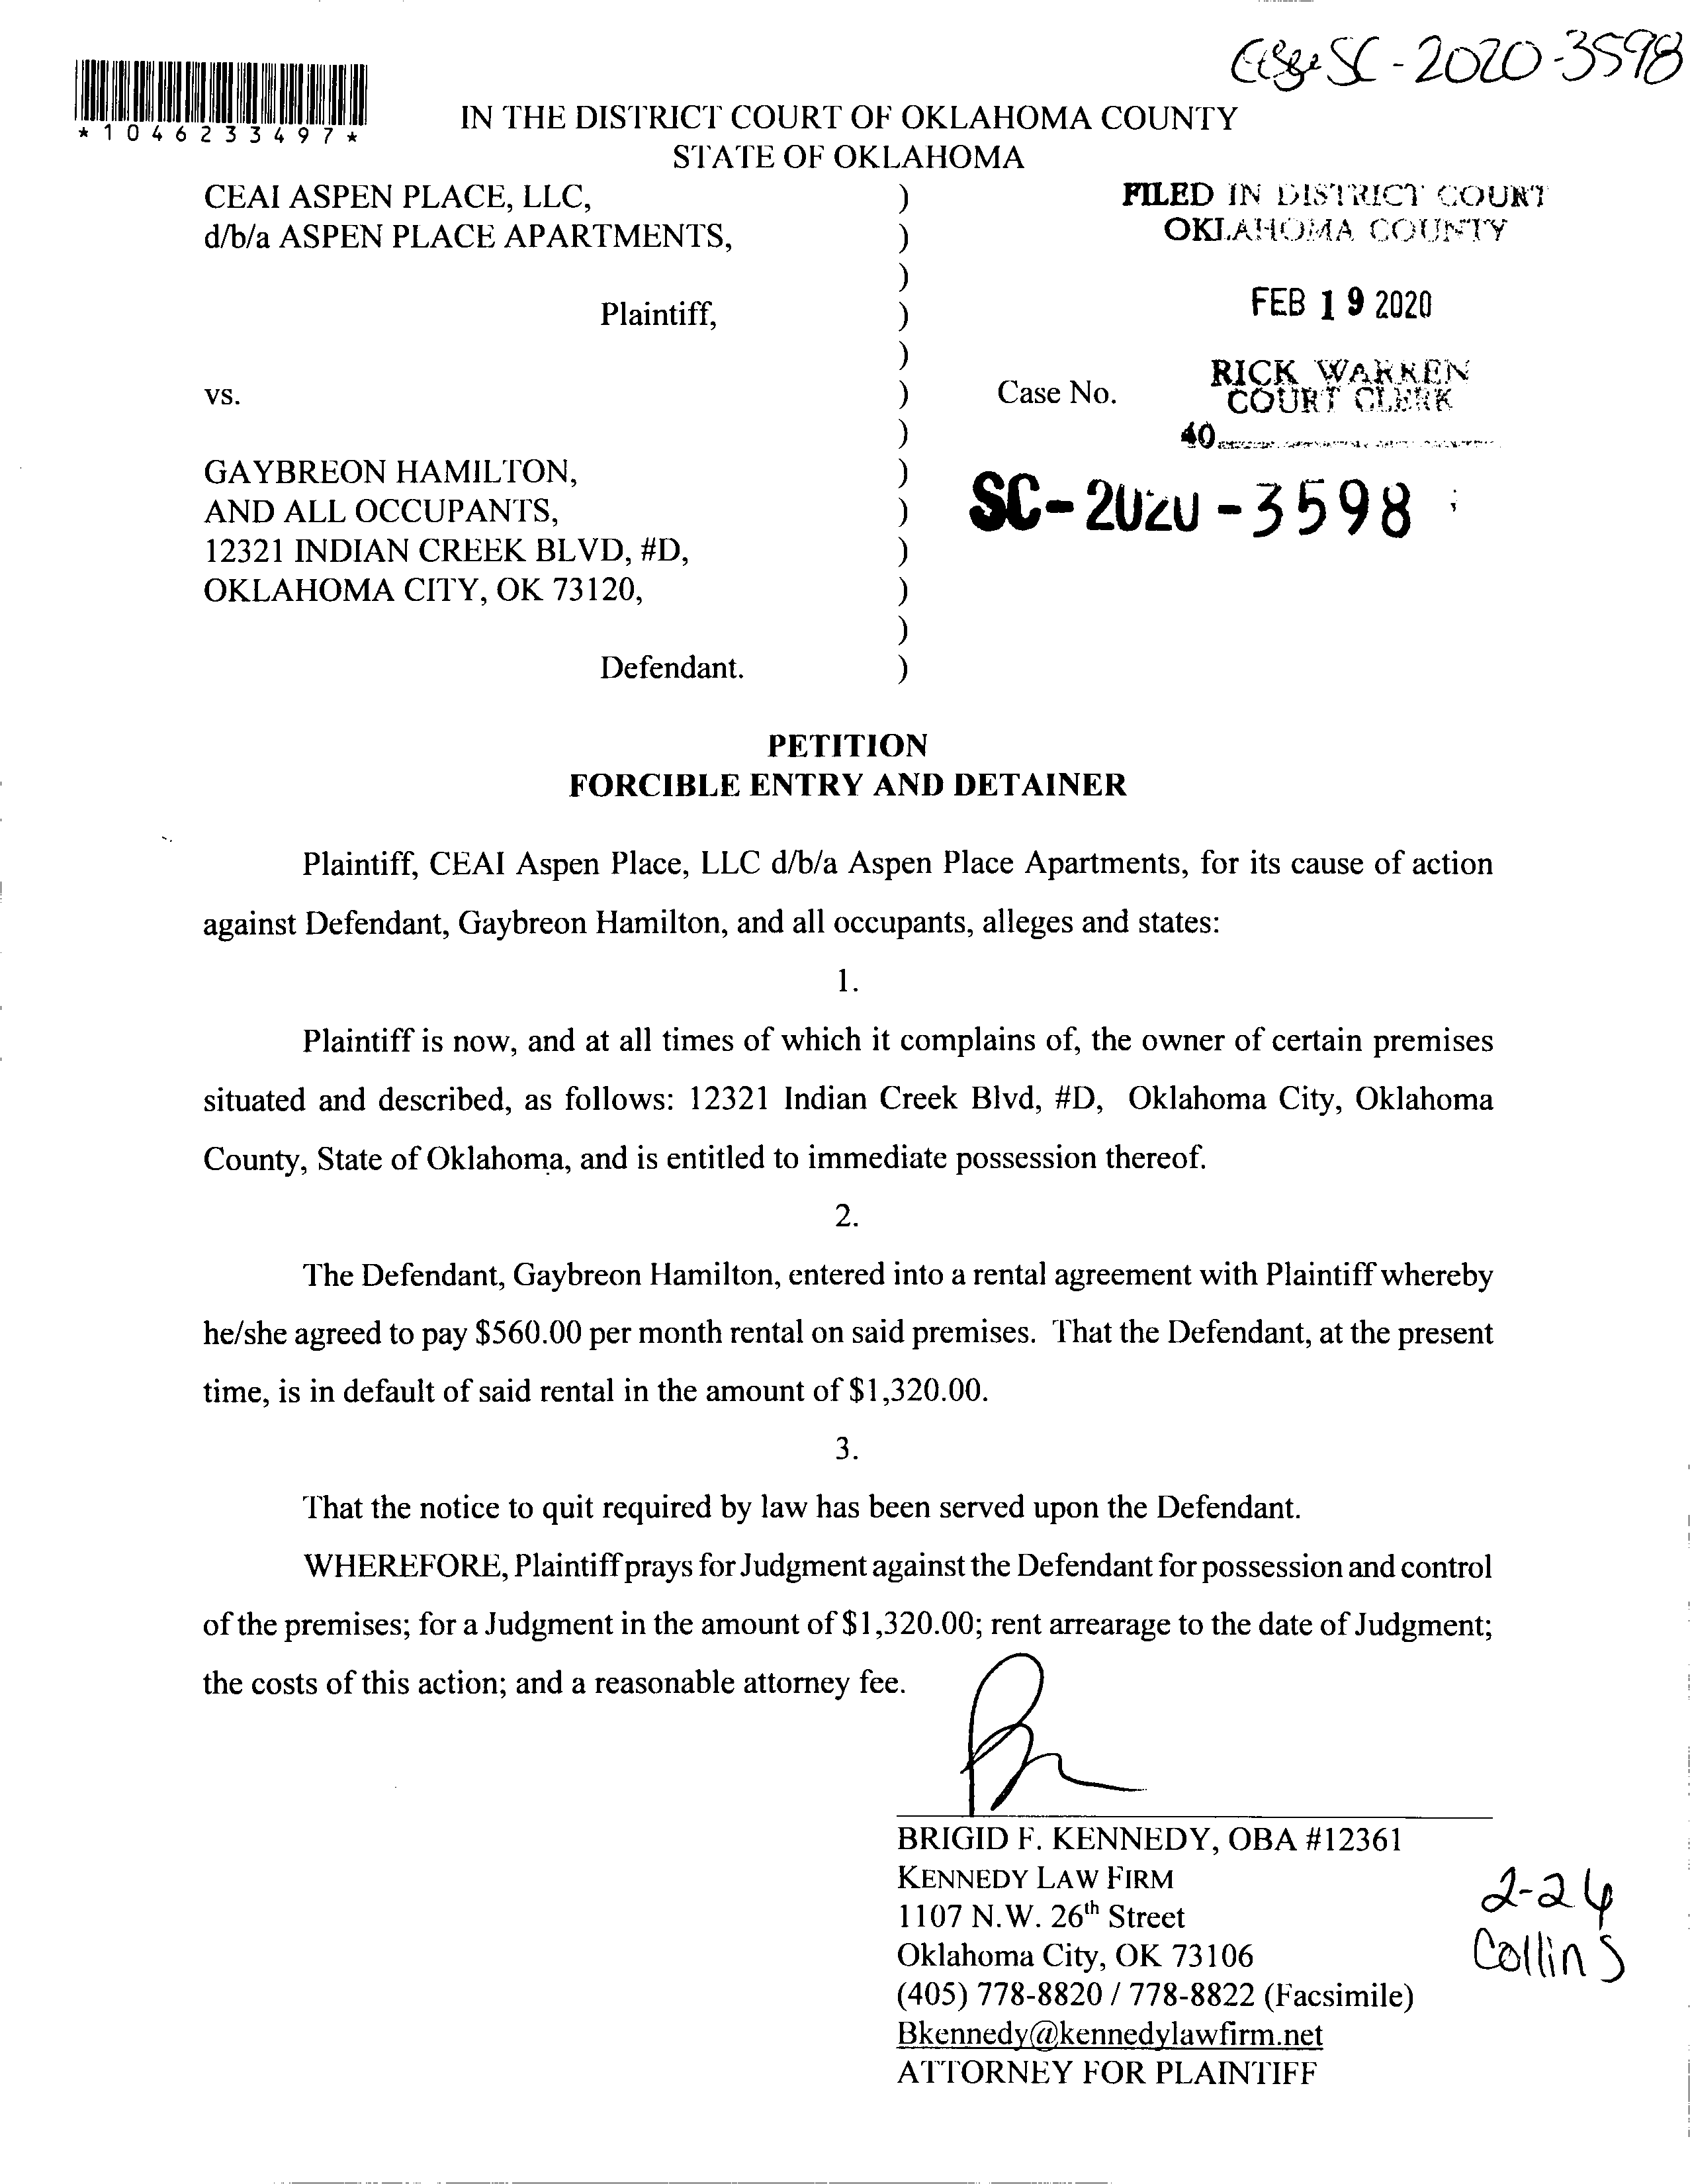 SC-2020-3598
*1046233497*
IN THE DISTRICT COURT OF OKLAHOMA COUNTY
STATE OF OKLAHOMA
CEAI ASPEN PLACE, LLC, )
d/b/a ASPEN PLACE APARTMENTS, )
)
Plaintiff, )
)
vs. ) Case No.
)
GAYBREON HAMILTON, )
AND ALL OCCUPANTS, )
12321 INDIAN CREEK BLVD, #D, )
OKLAHOMA CITY, OK 73120, )
)
Defendant. )
FILED IN DISTRICT COURT
OKLAHOMA COUNTY
FEB 19 2020
RICK WARREN
COURT CLERK
40
SC-2020-3598
PETITION
FORCIBLE ENTRY AND DETAINER
Plaintiff, CEAI Aspen Place, LLC d/b/a Aspen Place Apartments, for its cause of action
against Defendant, Gaybreon Hamilton, and all occupants, alleges and states:
1.
Plaintiff is now, and at all times of which it complains of, the owner of certain premises
situated and described, as follows: 12321 Indian Creek Blvd, #D, Oklahoma City, Oklahoma
County, State of Oklahoma, and is entitled to immediate possession thereof.
2.
The Defendant, Gaybreon Hamilton, entered into a rental agreement with Plaintiff whereby
he/she agreed to pay $560.00 per month rental on said premises. That the Defendant, at the present
time, is in default of said rental in the amount of $1,320.00.
3.
That the notice to quit required by law has been served upon the Defendant.
WHEREFORE, Plaintiff prays for Judgment against the Defendant for possession and control
of the premises; for a Judgment in the amount of $1,320.00; rent arrearage to the date of Judgment;
the costs of this action; and a reasonable attorney fee.
BRIGID F. KENNEDY, OBA #12361
KENNEDY LAW FIRM
1107 N.W. 26th Street
Oklahoma City, OK 73106
(405) 778-8820 / 778-8822 (Facsimile)
Bkennedy@kennedylawfirm.net
ATTORNEY FOR PLAINTIFF
2-24
Collins